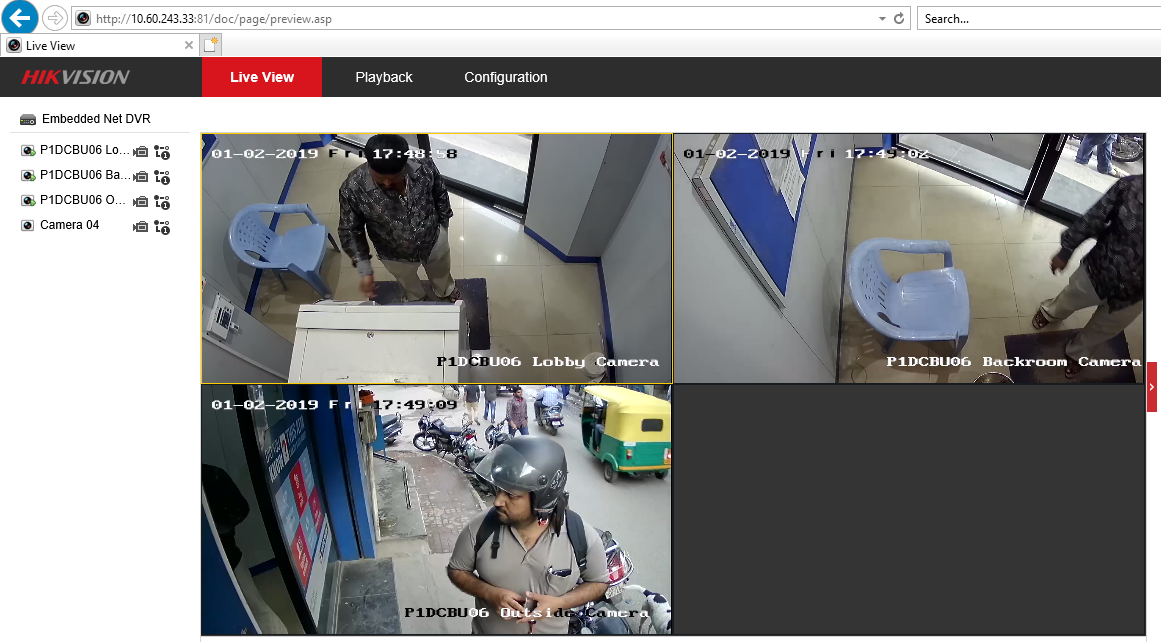 http://10.60.243.33:81/doc/page/preview.asp
Search...
Live View
HIKVISION
Live View
Playback
Configuration
Embedded Net DVR
P1DCBU06 Lo...
P1DCBU06 Ba...
P1DCBU06 O...
Camera 04
01-02-2019 Fri 17:48:58
P1DCBU06 Lobby Camera
01-02-2019 Fri 17:49:02
P1DCBU06 Backroom Camera
01-02-2019 Fri 17:49:09
P1DCBU06 Outside Camera